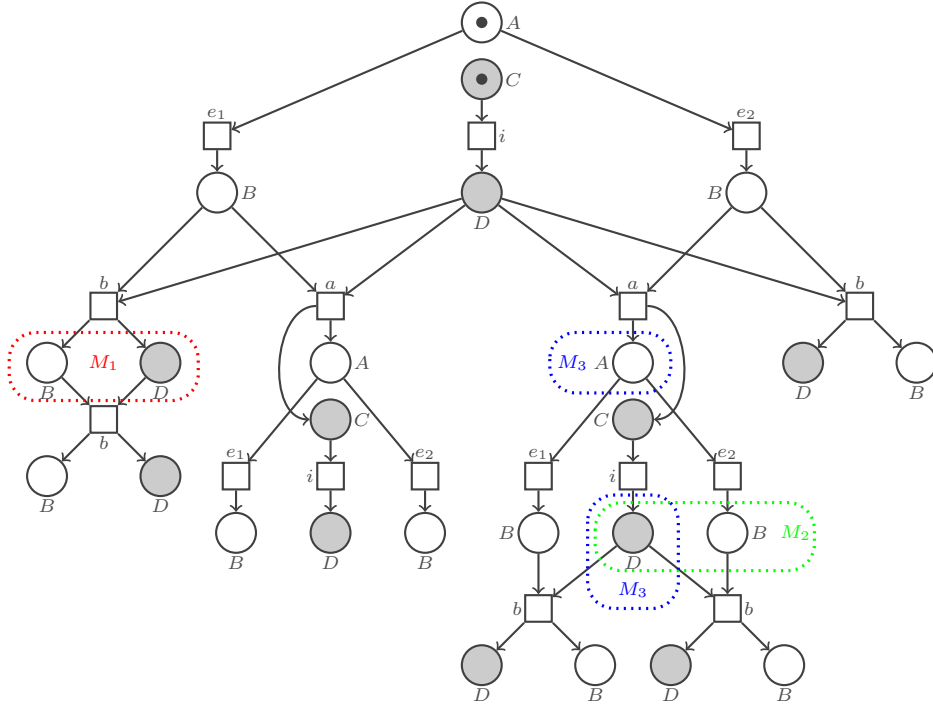 A
C
e1 e2
i
B B
D
b a a b
M1 M3
A A
B D D B
C C
b
e1 e2 e1 e2
i i
B D
B B M2
B D B D
M3
b b
D B D B